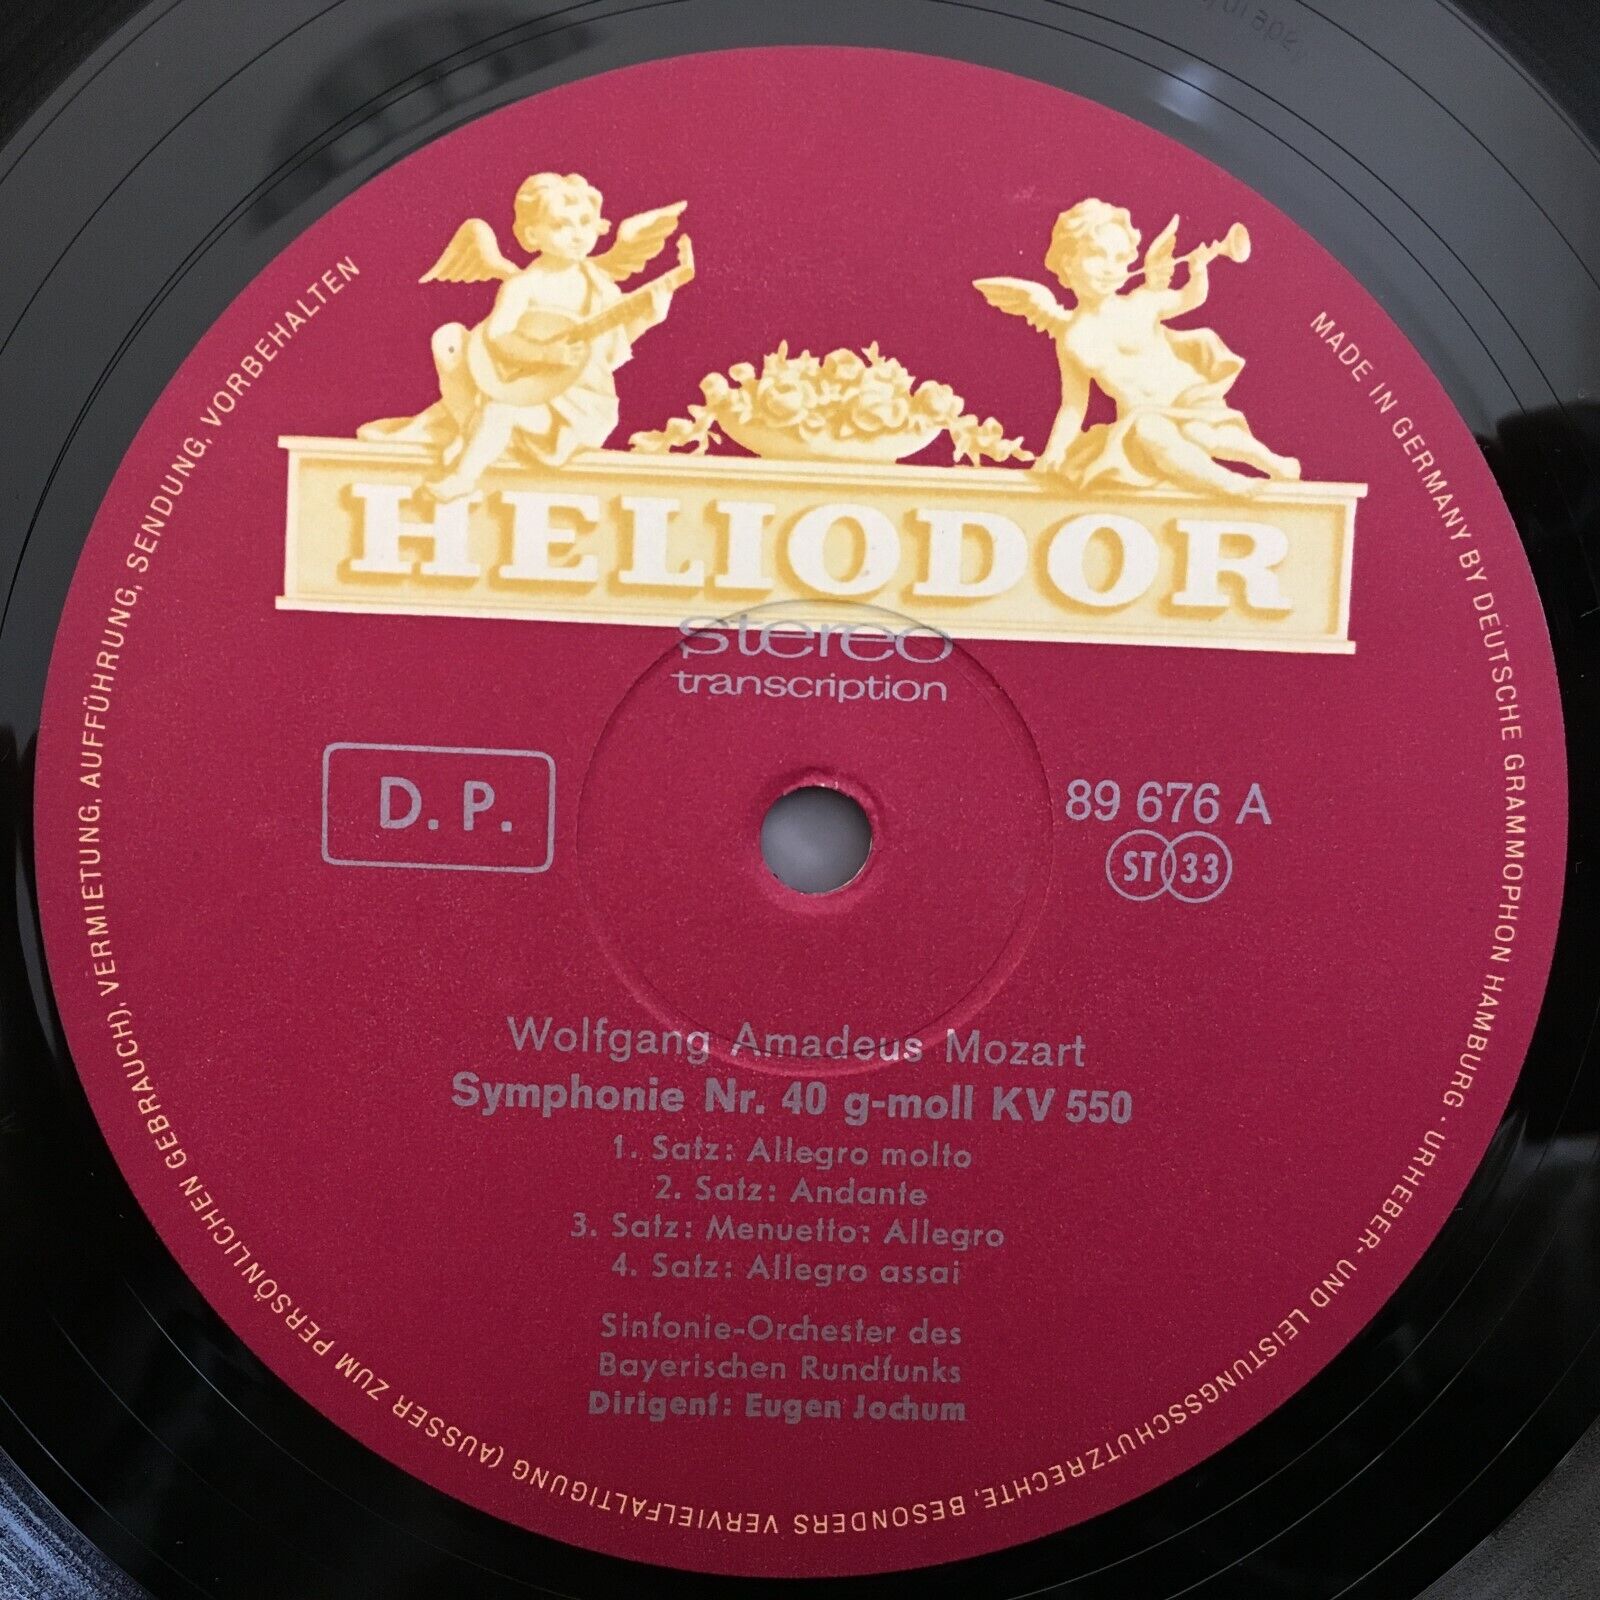 HELIODOR
stereo
transcription
D. P.
89 676 A
ST 33
Wolfgang Amadeus Mozart
Symphonie Nr. 40 g-moll KV 550
1. Satz: Allegro molto
2. Satz: Andante
3. Satz: Menuetto: Allegro
4. Satz: Allegro assai
Sinfonie-Orchester des
Bayerischen Rundfunks
Dirigent: Eugen Jochum
MADE IN GERMANY BY DEUTSCHE GRAMMOPHON HAMBURG · URHEBER- UND LEISTUNGSSCHUTZRECHTE, BESONDERS VERVIELFÄLTIGUNG (AUSSER ZUM PERSÖNLICHEN GEBRAUCH), VERMIETUNG, AUFFÜHRUNG, SENDUNG, VORBEHALTEN